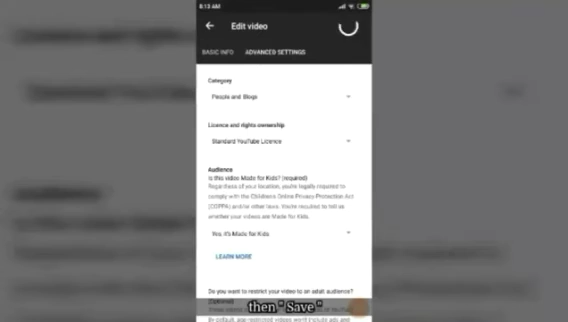 8:13 AM
Edit video
BASIC INFO ADVANCED SETTINGS
Category
People and Blogs
Licence and rights ownership
Standard YouTube Licence
Audience
Is this video Made for Kids? (required)
Regardless of your location, you're legally required to
comply with the Children's Online Privacy Protection Act
(COPPA) and/or other laws. You're required to tell us
whether your videos are Made for Kids.
Yes, it's Made for Kids
LEARN MORE
Do you want to restrict your video to an adult audience?
then " Save "